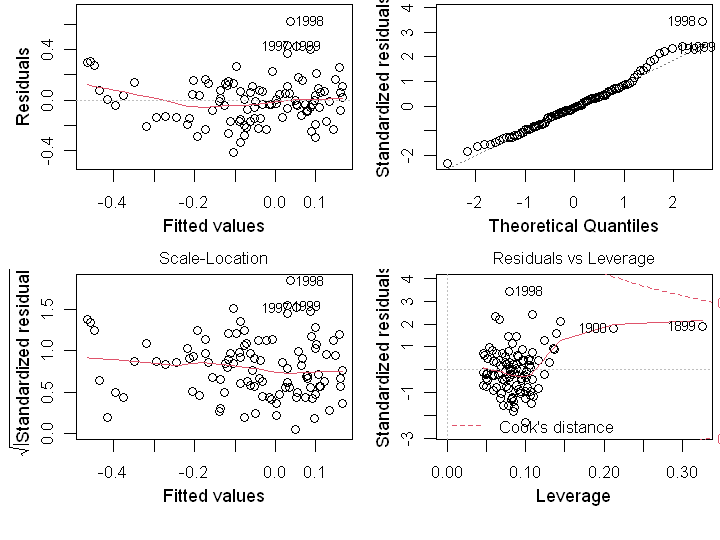 Residuals
-0.4 0.0 0.4
1998
1997 1999
-0.4 -0.2 0.0 0.1
Fitted values
Standardized residuals
-2 0 1 2 3 4
1998
1999
-2 -1 0 1 2
Theoretical Quantiles
Scale-Location
√|Standardized residual
0.0 0.5 1.0 1.5
1998
1997 1999
-0.4 -0.2 0.0 0.1
Fitted values
Residuals vs Leverage
Standardized residuals
-3 -1 1 2 3 4
1998
1900
1899
Cook's distance
0.00 0.10 0.20 0.30
Leverage